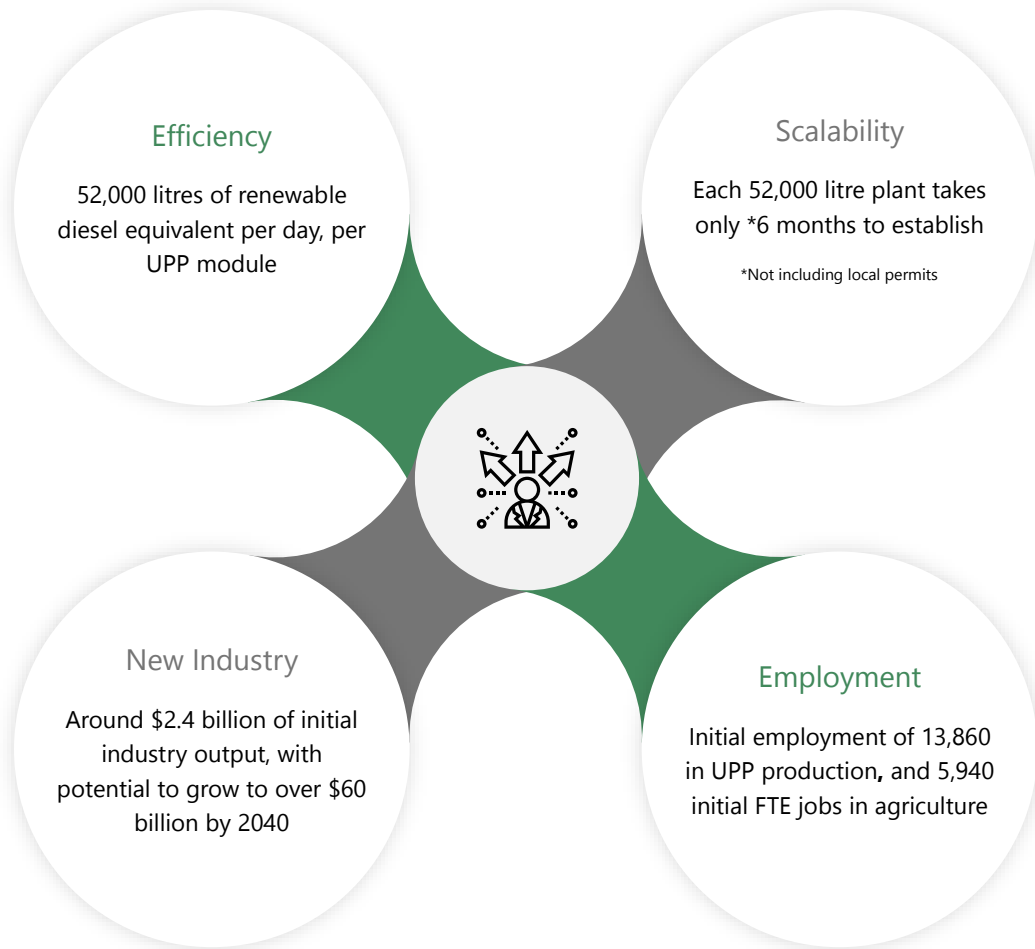 Efficiency
52,000 litres of renewable
diesel equivalent per day, per
UPP module
Scalability
Each 52,000 litre plant takes
only *6 months to establish
*Not including local permits
New Industry
Around $2.4 billion of initial
industry output, with
potential to grow to over $60
billion by 2040
Employment
Initial employment of 13,860
in UPP production, and 5,940
initial FTE jobs in agriculture